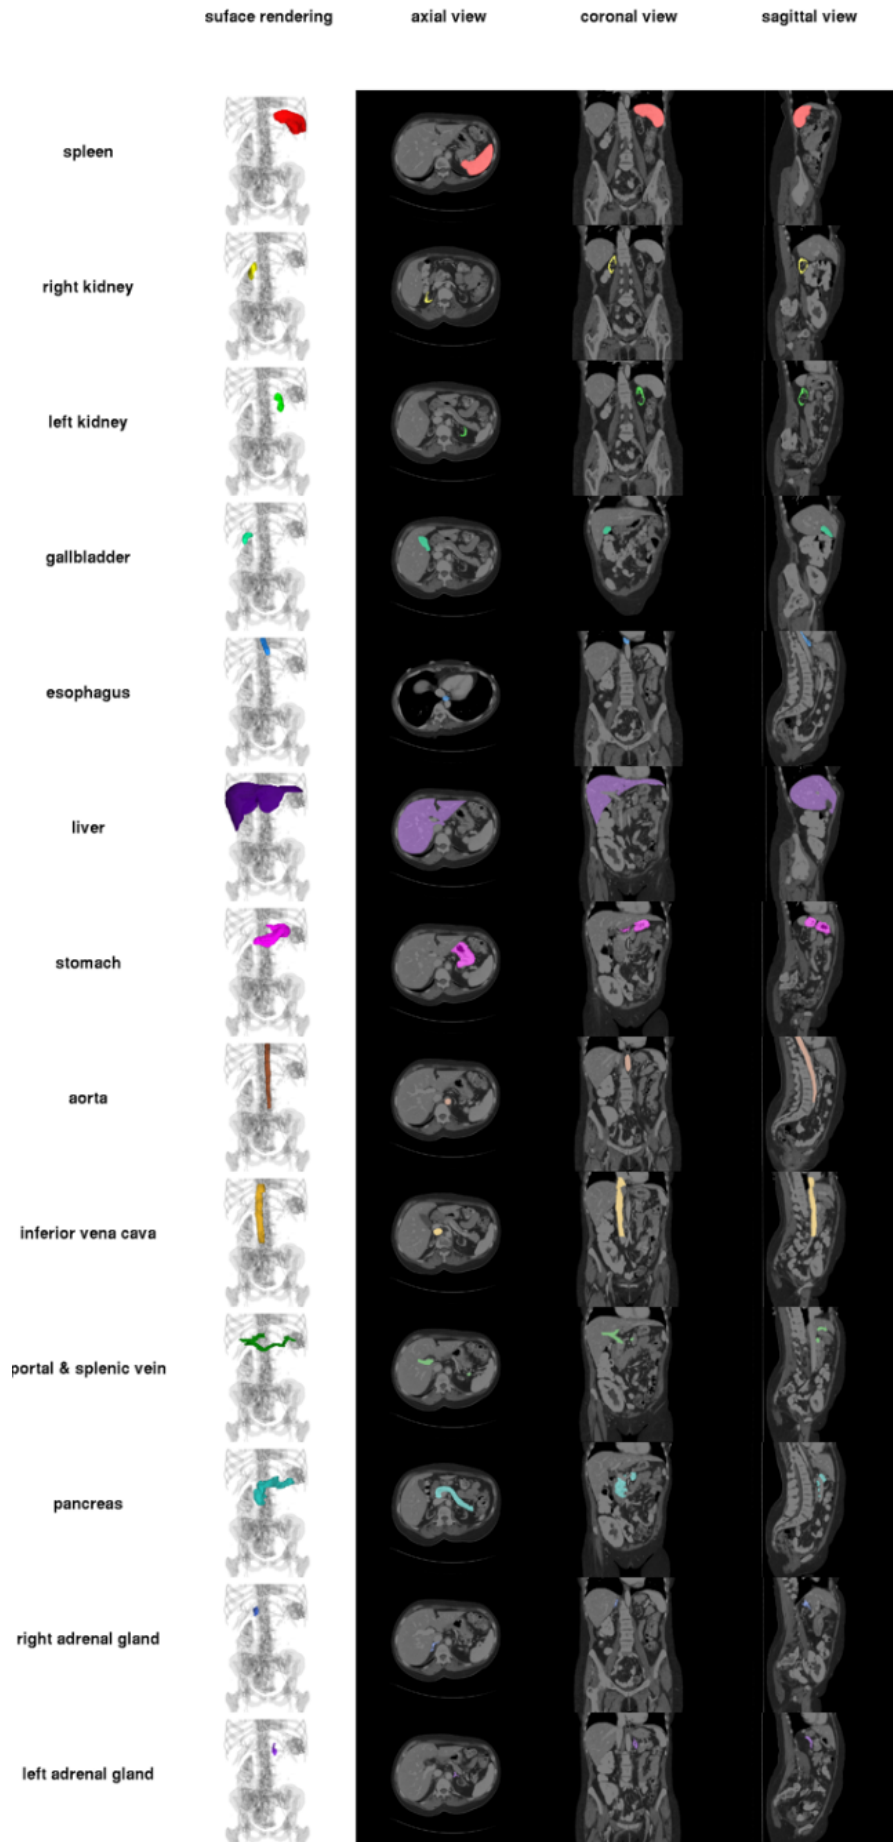 suface rendering axial view coronal view sagittal view
spleen
right kidney
left kidney
gallbladder
esophagus
liver
stomach
aorta
inferior vena cava
portal & splenic vein
pancreas
right adrenal gland
left adrenal gland